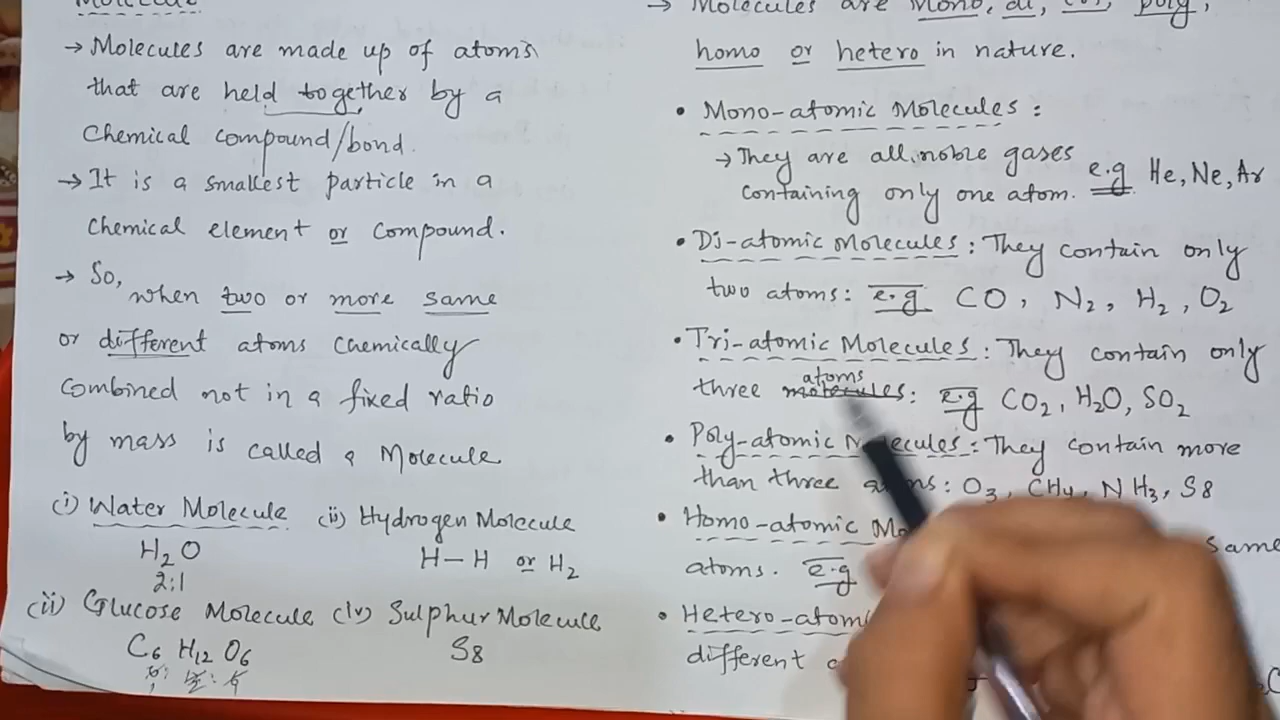 Molecule
→ Molecules are made up of atoms
that are held together by a
Chemical compound/bond.
→ It is a smallest particle in a
Chemical element or compound.
→ So, when two or more same
or different atoms chemically
combined not in a fixed ratio
by mass is called a Molecule
(i) Water Molecule (ii) Hydrogen Molecule
H2O H-H or H2
2:1
(ii) Glucose Molecule (iv) Sulphur Molecule
C6 H12 O6 S8
→ Molecules are Mono, di, poly,
homo or hetero in nature.
• Mono-atomic Molecules:
→ They are all noble gases e.g He, Ne, Ar
containing only one atom.
• Di-atomic Molecules: They contain only
two atoms: e.g CO, N2, H2, O2
• Tri-atomic Molecules: They contain only
three molecules atoms: e.g CO2, H2O, SO2
• Poly-atomic Molecules: They contain more
than three: O3, CH4, NH3, S8
• Homo-atomic same
atoms. e.g
• Hetero-atom
different